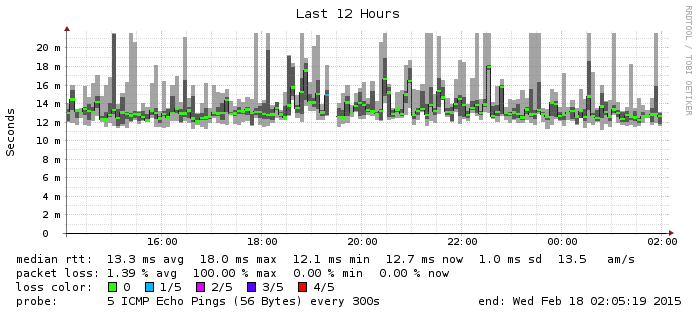 Last 12 Hours
RRDTOOL / TOBI OETIKER
Seconds
20 m
18 m
16 m
14 m
12 m
10 m
8 m
6 m
4 m
2 m
0
16:00 18:00 20:00 22:00 00:00 02:00
median rtt: 13.3 ms avg 18.0 ms max 12.1 ms min 12.7 ms now 1.0 ms sd 13.5 am/s
packet loss: 1.39 % avg 100.00 % max 0.00 % min 0.00 % now
loss color: 0 1/5 2/5 3/5 4/5
probe: 5 ICMP Echo Pings (56 Bytes) every 300s end: Wed Feb 18 02:05:19 2015